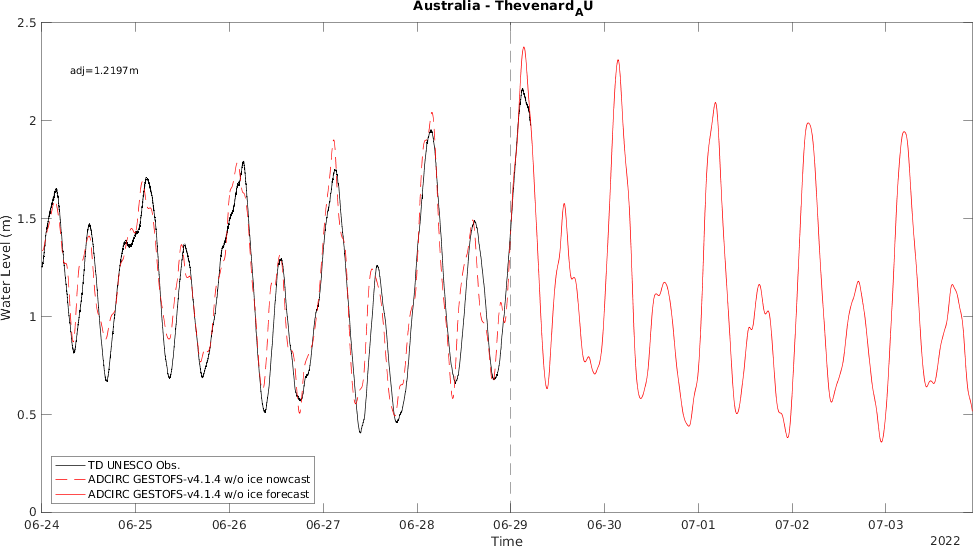 Australia - Thevenard_AU
2.5
adj=1.2197m
2
1.5
Water Level (m)
1
0.5
TD UNESCO Obs.
ADCIRC GESTOFS-v4.1.4 w/o ice nowcast
ADCIRC GESTOFS-v4.1.4 w/o ice forecast
0
06-24 06-25 06-26 06-27 06-28 06-29 06-30 07-01 07-02 07-03
Time
2022